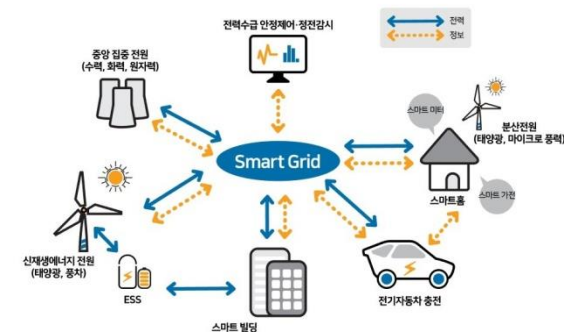 전력수급 안정제어·정전감시
전력
정보
중앙 집중 전원
(수력, 화력, 원자력)
스마트 미터
분산전원
(태양광, 마이크로 풍력)
Smart Grid
스마트홈
스마트 가전
신재생에너지 전원
(태양광, 풍차)
ESS
스마트 빌딩
전기자동차 충전